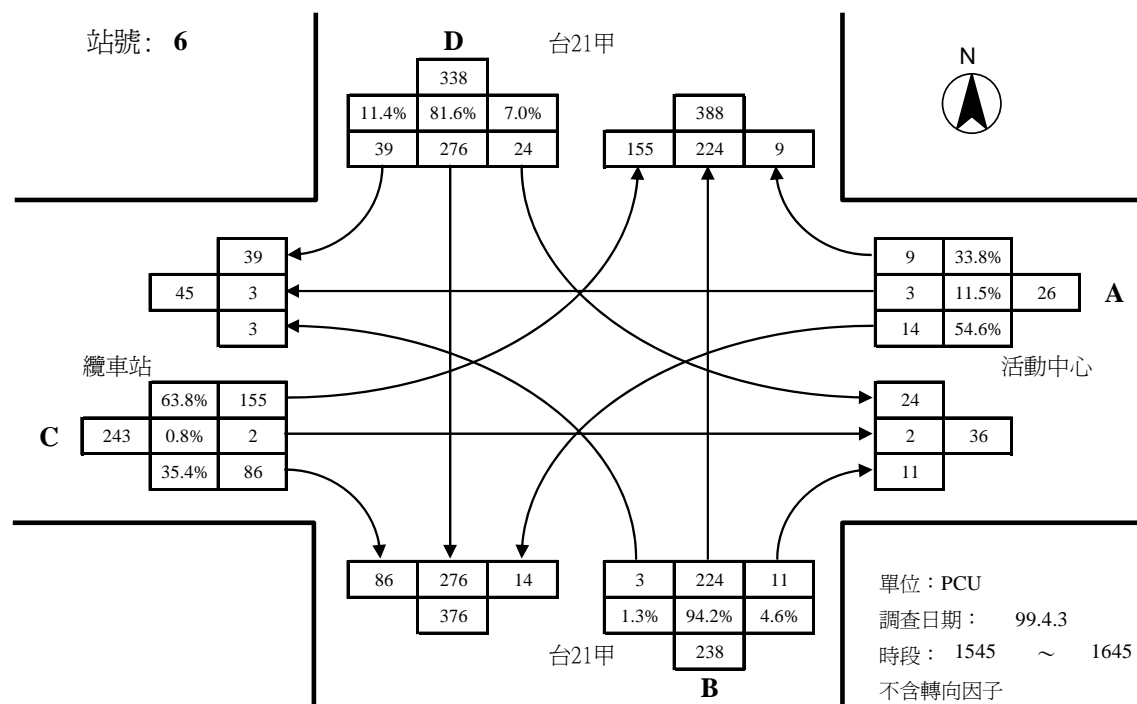 站號： 6
D
台21甲
N
338
11.4% 81.6% 7.0%
39 276 24
388
155 224 9
39
45 3
3
9 33.8%
3 11.5% 26
14 54.6%
A
纜車站
活動中心
63.8% 155
C
243 0.8% 2
35.4% 86
24
2 36
11
86 276 14
376
3 224 11
1.3% 94.2% 4.6%
238
台21甲
B
單位：PCU
調查日期： 99.4.3
時段： 1545 ～ 1645
不含轉向因子